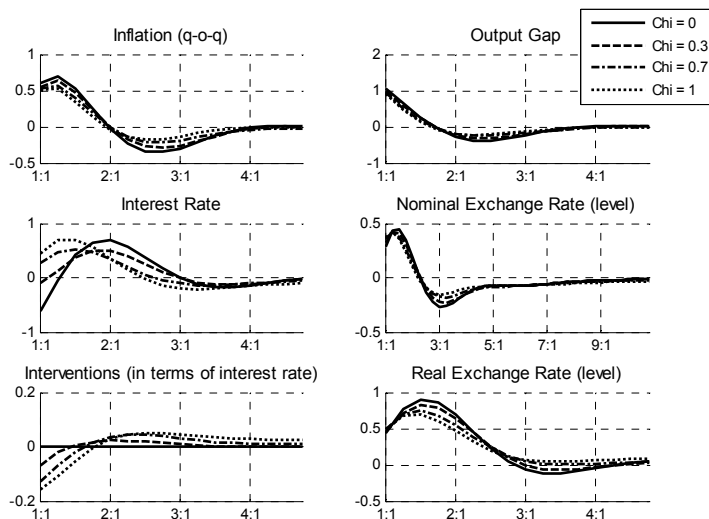 Inflation (q-o-q)
1
0.5
0
-0.5
1:1 2:1 3:1 4:1
Output Gap
2
1
0
-1
1:1 2:1 3:1 4:1
Chi = 0
Chi = 0.3
Chi = 0.7
Chi = 1
Interest Rate
1
0
-1
1:1 2:1 3:1 4:1
Nominal Exchange Rate (level)
0.5
0
-0.5
1:1 3:1 5:1 7:1 9:1
Interventions (in terms of interest rate)
0.2
0
-0.2
1:1 2:1 3:1 4:1
Real Exchange Rate (level)
1
0.5
0
-0.5
1:1 2:1 3:1 4:1